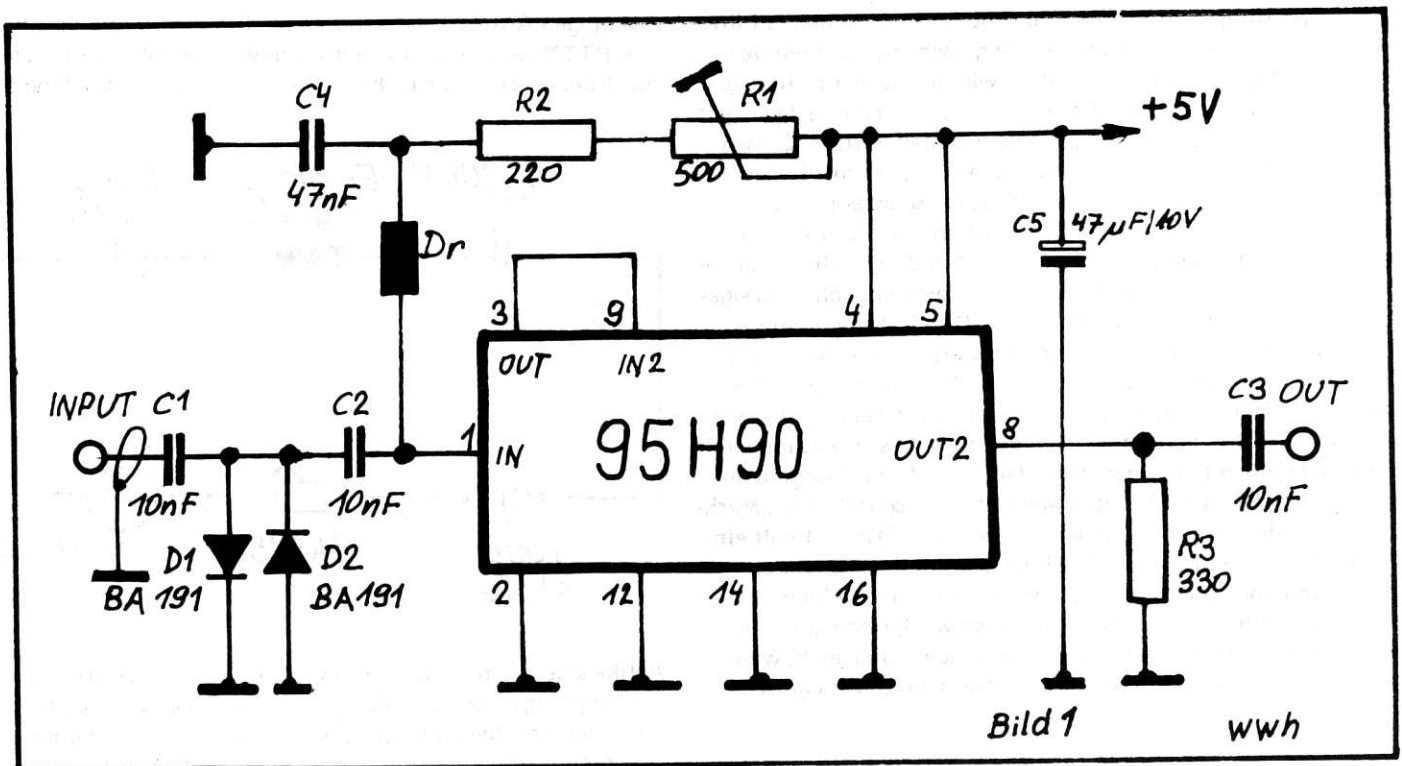 C4
47nF
R2
220
R1
500
+5V
C5 47µF/10V
Dr
3
9
4
5
OUT
IN2
INPUT
C1
10nF
C2
10nF
1
IN
95H90
OUT2
8
C3 OUT
10nF
D1
BA 191
D2
BA191
2
12
14
16
R3
330
Bild 1
wwh